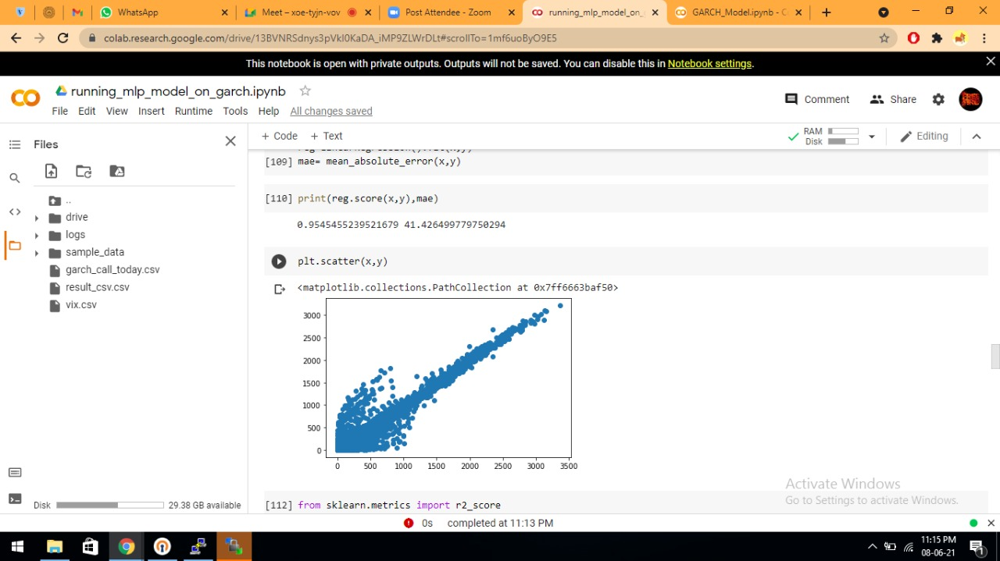 WhatsApp
Meet – xoe-tyjn-vov
Post Attendee - Zoom
running_mlp_model_on_
GARCH_Model.ipynb - C
colab.research.google.com/drive/13BVNRSdnys3pVkI0KaDA_iMP9ZLWrDLt#scrollTo=1mf6uoByO9E5
This notebook is open with private outputs. Outputs will not be saved. You can disable this in Notebook settings.
running_mlp_model_on_garch.ipynb
Comment
Share
File Edit View Insert Runtime Tools Help All changes saved
Files
+ Code + Text
RAM
Disk
Editing
[109] mae= mean_absolute_error(x,y)
[110] print(reg.score(x,y),mae)
0.9545455239521679 41.426499779750294
..
drive
logs
sample_data
garch_call_today.csv
result_csv.csv
vix.csv
plt.scatter(x,y)
<matplotlib.collections.PathCollection at 0x7ff6663baf50>
3000
2500
2000
1500
1000
500
0
0 500 1000 1500 2000 2500 3000 3500
Activate Windows
Go to Settings to activate Windows.
Disk 29.38 GB available
[112] from sklearn.metrics import r2_score
0s completed at 11:13 PM
11:15 PM
08-06-21
1